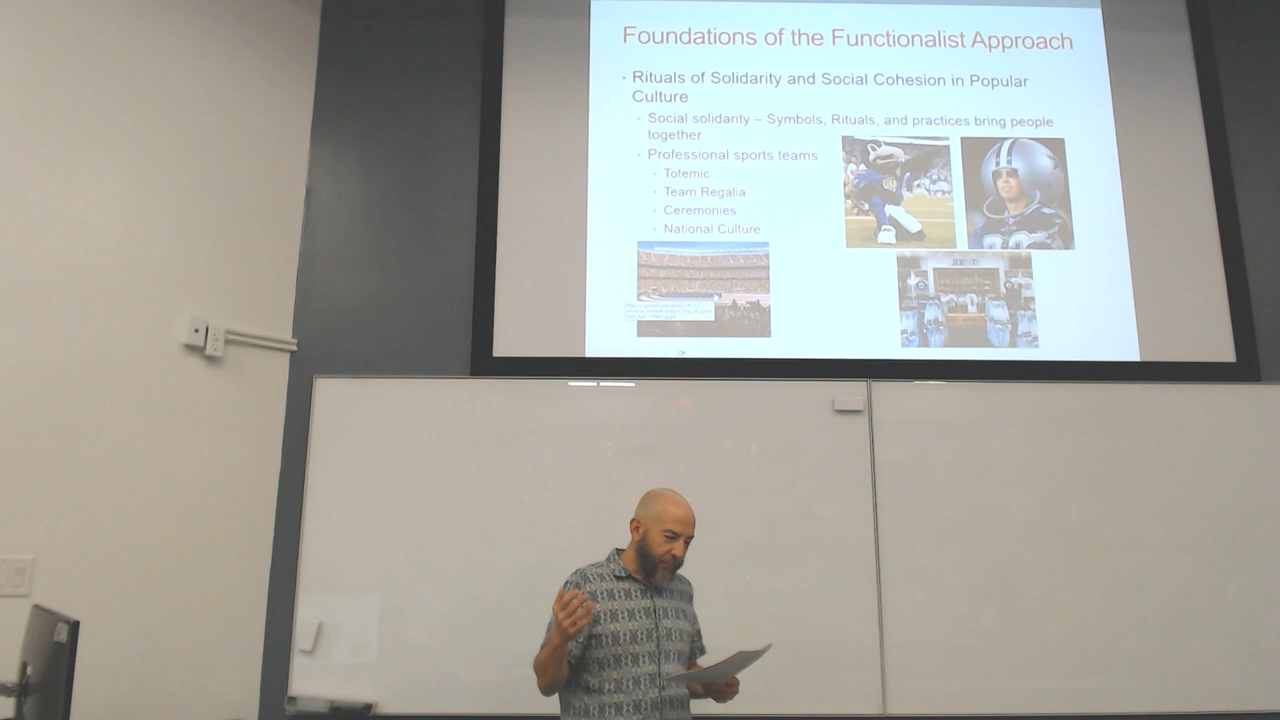 Foundations of the Functionalist Approach
Rituals of Solidarity and Social Cohesion in Popular
Culture
Social solidarity – Symbols, Rituals, and practices bring people
together
Professional sports teams
Totemic
Team Regalia
Ceremonies
National Culture